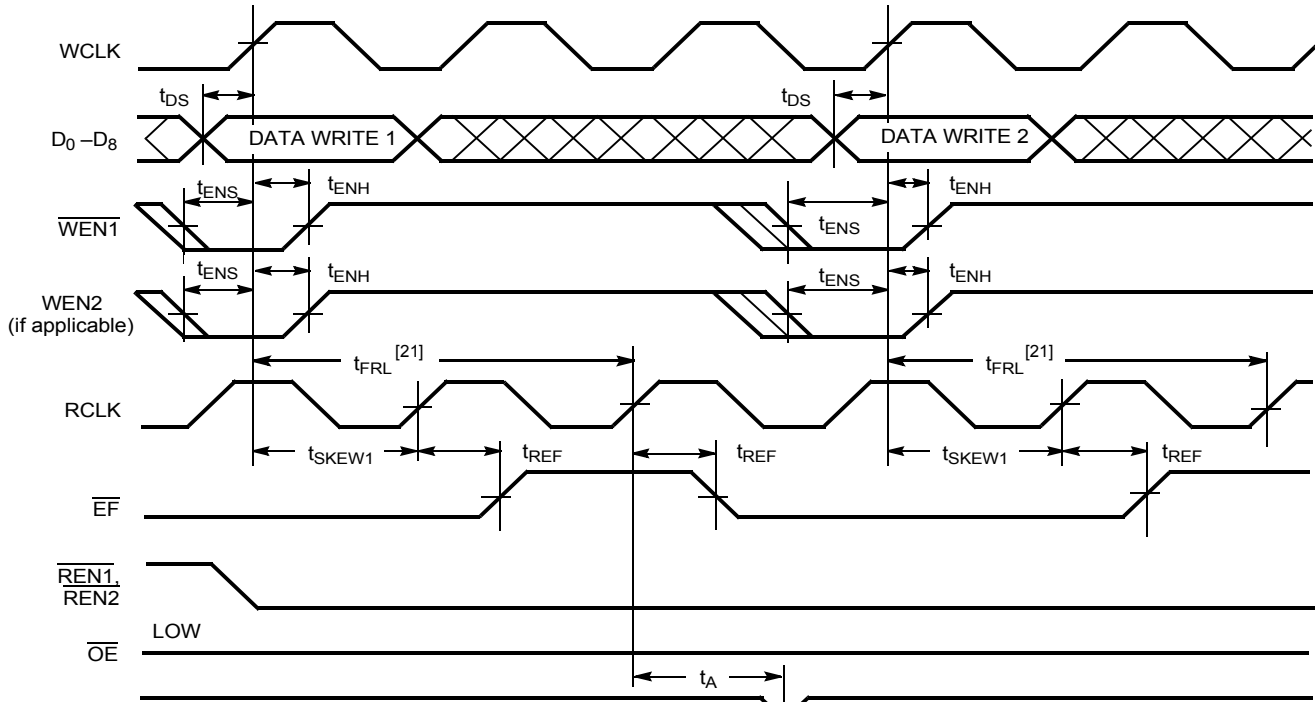 WCLK
tDS tDS
D0 –D8 DATA WRITE 1 DATA WRITE 2
tENS tENH tENH
WEN1 tENS
tENS tENH tENH
WEN2 tENS
(if applicable)
tFRL [21] tFRL [21]
RCLK
tSKEW1 tREF tREF tSKEW1 tREF
EF
REN1,
REN2
LOW
OE
tA